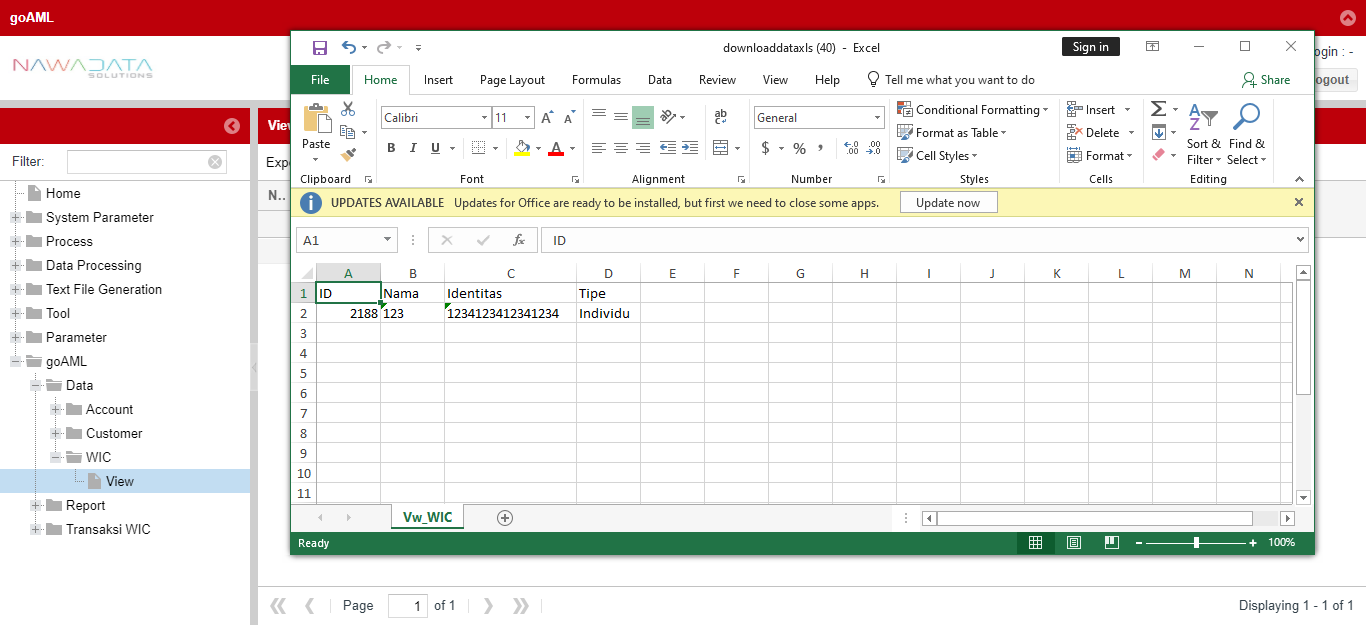 goAML
NAWADATA
SOLUTIONS
ogin : -
ogout
Filter:
Home
System Parameter
Process
Data Processing
Text File Generation
Tool
Parameter
goAML
Data
Account
Customer
WIC
View
Report
Transaksi WIC
Vie
Expo
N..
downloaddataxls (40) - Excel
Sign in
File Home Insert Page Layout Formulas Data Review View Help Tell me what you want to do Share
Paste
Calibri 11
B I U
ab
General
$ % ,
Conditional Formatting
Format as Table
Cell Styles
Insert
Delete
Format
Sort & Filter
Find & Select
Clipboard Font Alignment Number Styles Cells Editing
UPDATES AVAILABLE Updates for Office are ready to be installed, but first we need to close some apps. Update now
A1 fx ID
A B C D E F G H I J K L M N
1 ID Nama Identitas Tipe
2 2188 123 1234123412341234 Individu
3
4
5
6
7
8
9
10
11
Vw_WIC
Ready 100%
Page 1 of 1
Displaying 1 - 1 of 1